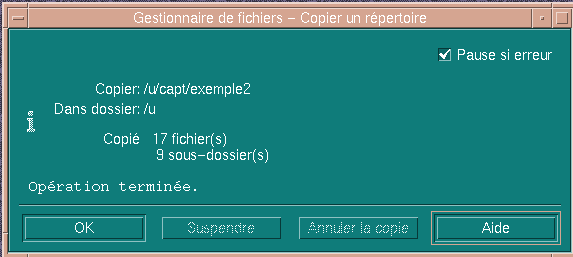 Gestionnaire de fichiers – Copier un répertoire
Pause si erreur
Copier: /u/capt/exemple2
Dans dossier: /u
Copié 17 fichier(s)
9 sous–dossier(s)
Opération terminée.
OK Suspendre Annuler la copie Aide